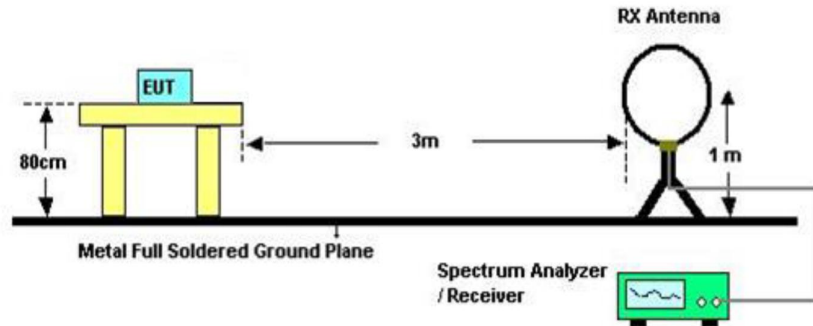 RX Antenna
EUT
3m
80cm
1 m
Metal Full Soldered Ground Plane
Spectrum Analyzer
/ Receiver